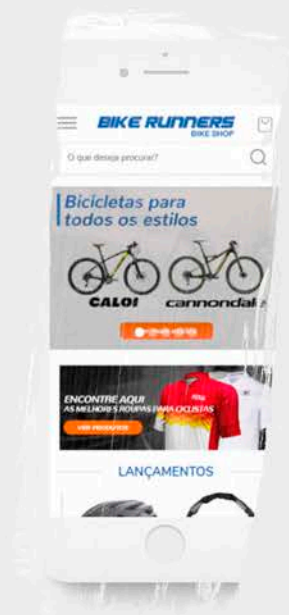 BIKE RUNNERS
BIKE SHOP
O que deseja procurar?
Bicicletas para
todos os estilos
CALOI
cannondale
ENCONTRE AQUI
AS MELHORES ROUPAS PARA CICLISTAS
VER PRODUTOS
LANÇAMENTOS